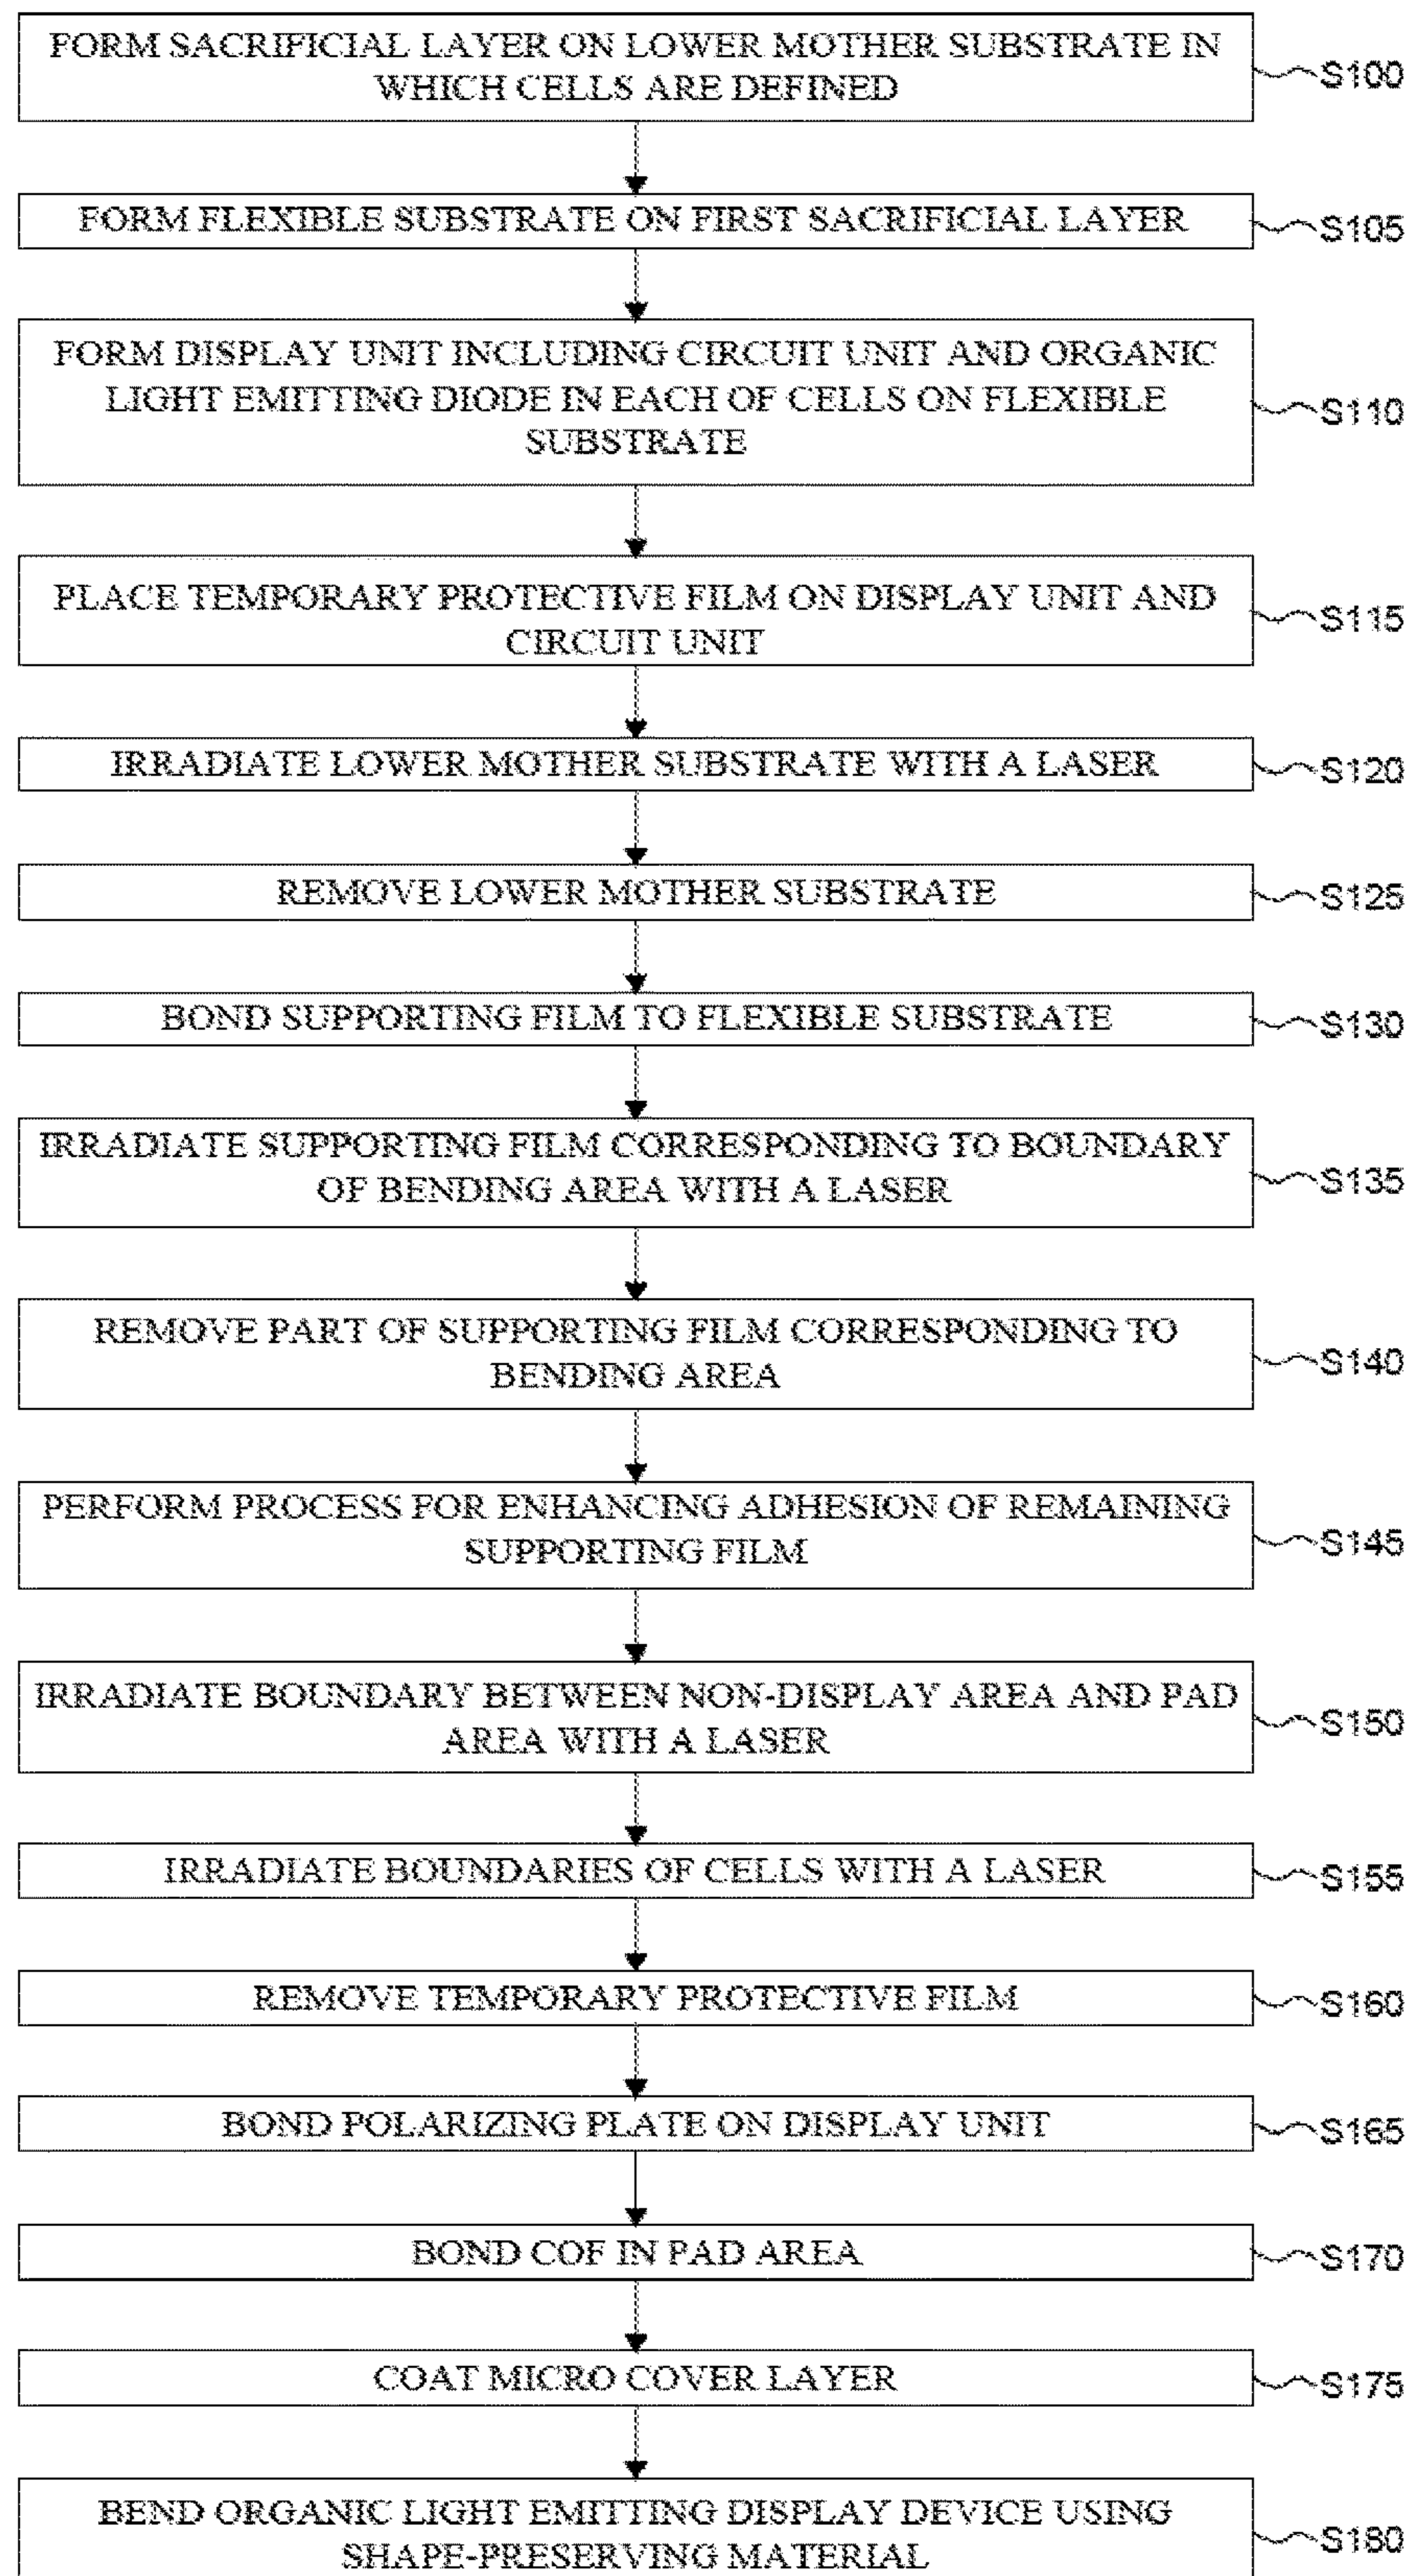 FORM SACRIFICIAL LAYER ON LOWER MOTHER SUBSTRATE IN
WHICH CELLS ARE DEFINED
S100
FORM FLEXIBLE SUBSTRATE ON FIRST SACRIFICIAL LAYER
S105
FORM DISPLAY UNIT INCLUDING CIRCUIT UNIT AND ORGANIC
LIGHT EMITTING DIODE IN EACH OF CELLS ON FLEXIBLE
SUBSTRATE
S110
PLACE TEMPORARY PROTECTIVE FILM ON DISPLAY UNIT AND
CIRCUIT UNIT
S115
IRRADIATE LOWER MOTHER SUBSTRATE WITH A LASER
S120
REMOVE LOWER MOTHER SUBSTRATE
S125
BOND SUPPORTING FILM TO FLEXIBLE SUBSTRATE
S130
IRRADIATE SUPPORTING FILM CORRESPONDING TO BOUNDARY
OF BENDING AREA WITH A LASER
S135
REMOVE PART OF SUPPORTING FILM CORRESPONDING TO
BENDING AREA
S140
PERFORM PROCESS FOR ENHANCING ADHESION OF REMAINING
SUPPORTING FILM
S145
IRRADIATE BOUNDARY BETWEEN NON-DISPLAY AREA AND PAD
AREA WITH A LASER
S150
IRRADIATE BOUNDARIES OF CELLS WITH A LASER
S155
REMOVE TEMPORARY PROTECTIVE FILM
S160
BOND POLARIZING PLATE ON DISPLAY UNIT
S165
BOND COF IN PAD AREA
S170
COAT MICRO COVER LAYER
S175
BEND ORGANIC LIGHT EMITTING DISPLAY DEVICE USING
SHAPE-PRESERVING MATERIAL
S180